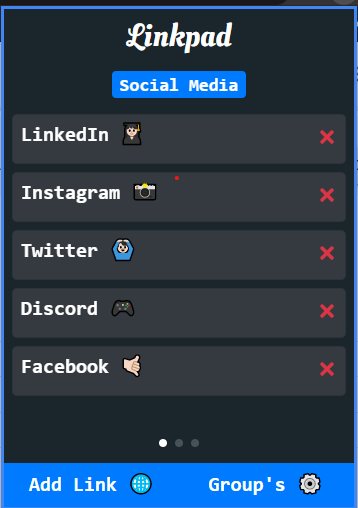 Linkpad
Social Media
LinkedIn 👩🏻‍🎓
Instagram 📸
Twitter 🙆🏻‍♂️
Discord 🎮
Facebook 👍🏻
Add Link 🌐
Group's ⚙️